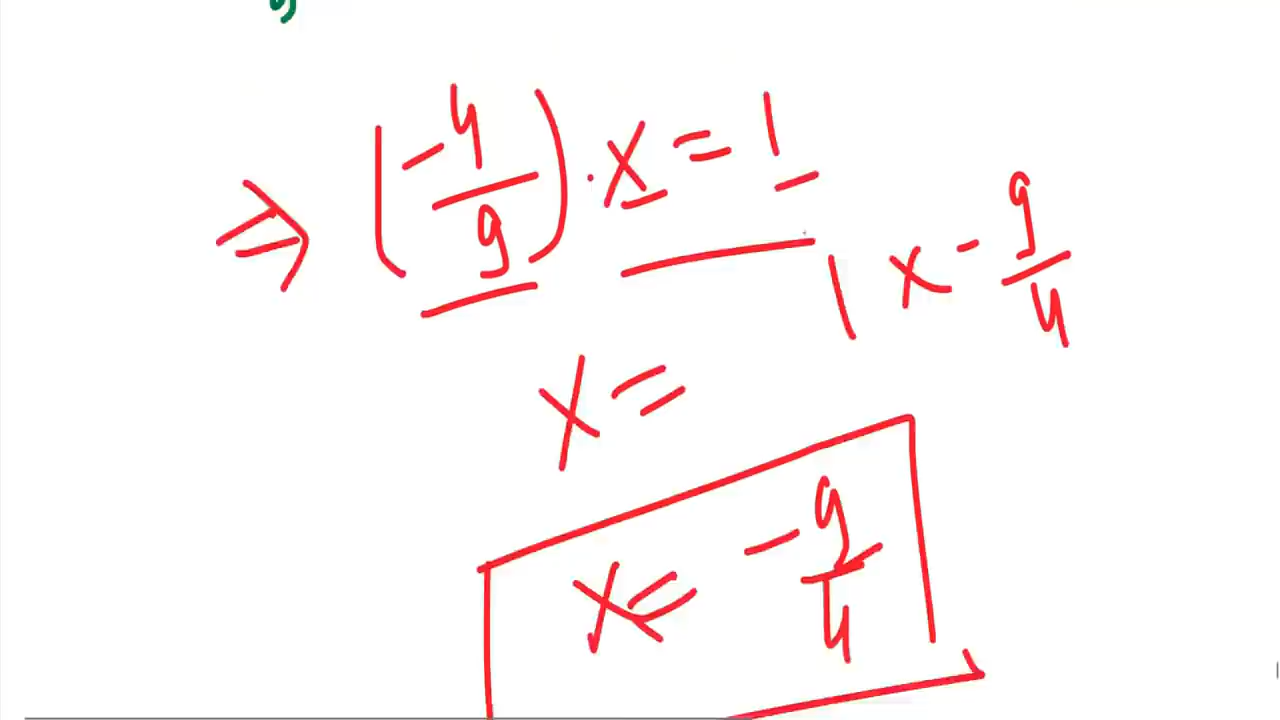 ⇒ (-4/9) · x = 1
x - 9/4
x =
x = -9/4